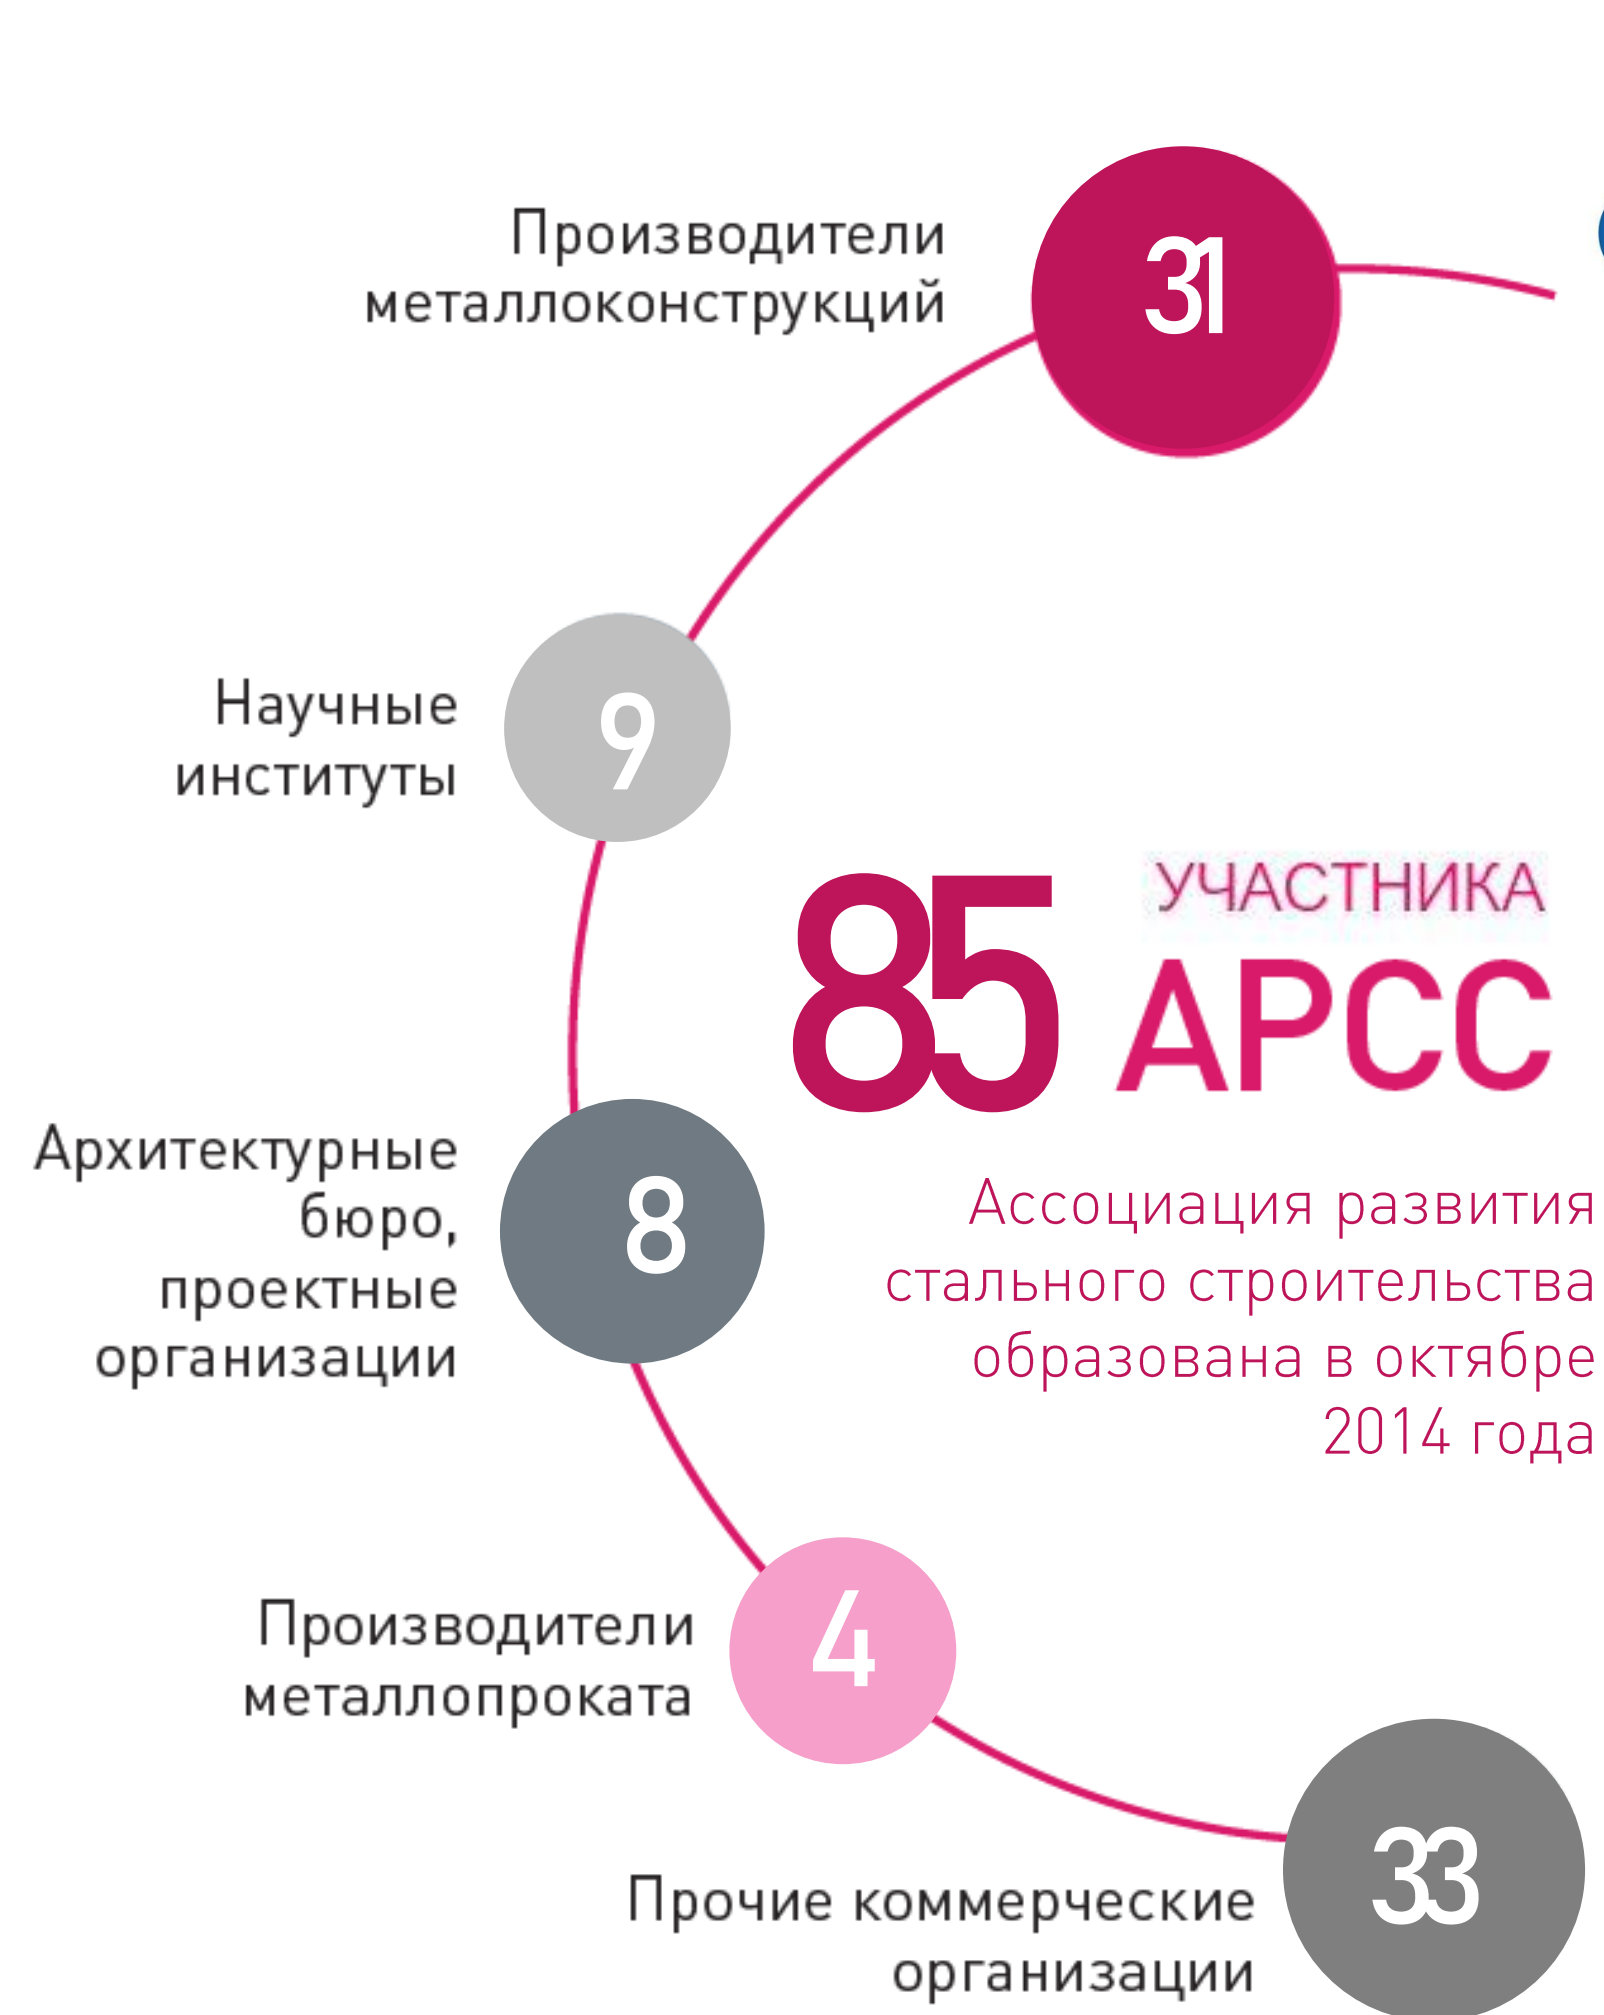 Производители
металлоконструкций
31
Научные
институты
9
85
УЧАСТНИКА
АРСС
Архитектурные
бюро,
проектные
организации
8
Ассоциация развития
стального строительства
образована в октябре
2014 года
Производители
металлопроката
4
Прочие коммерческие
организации
33